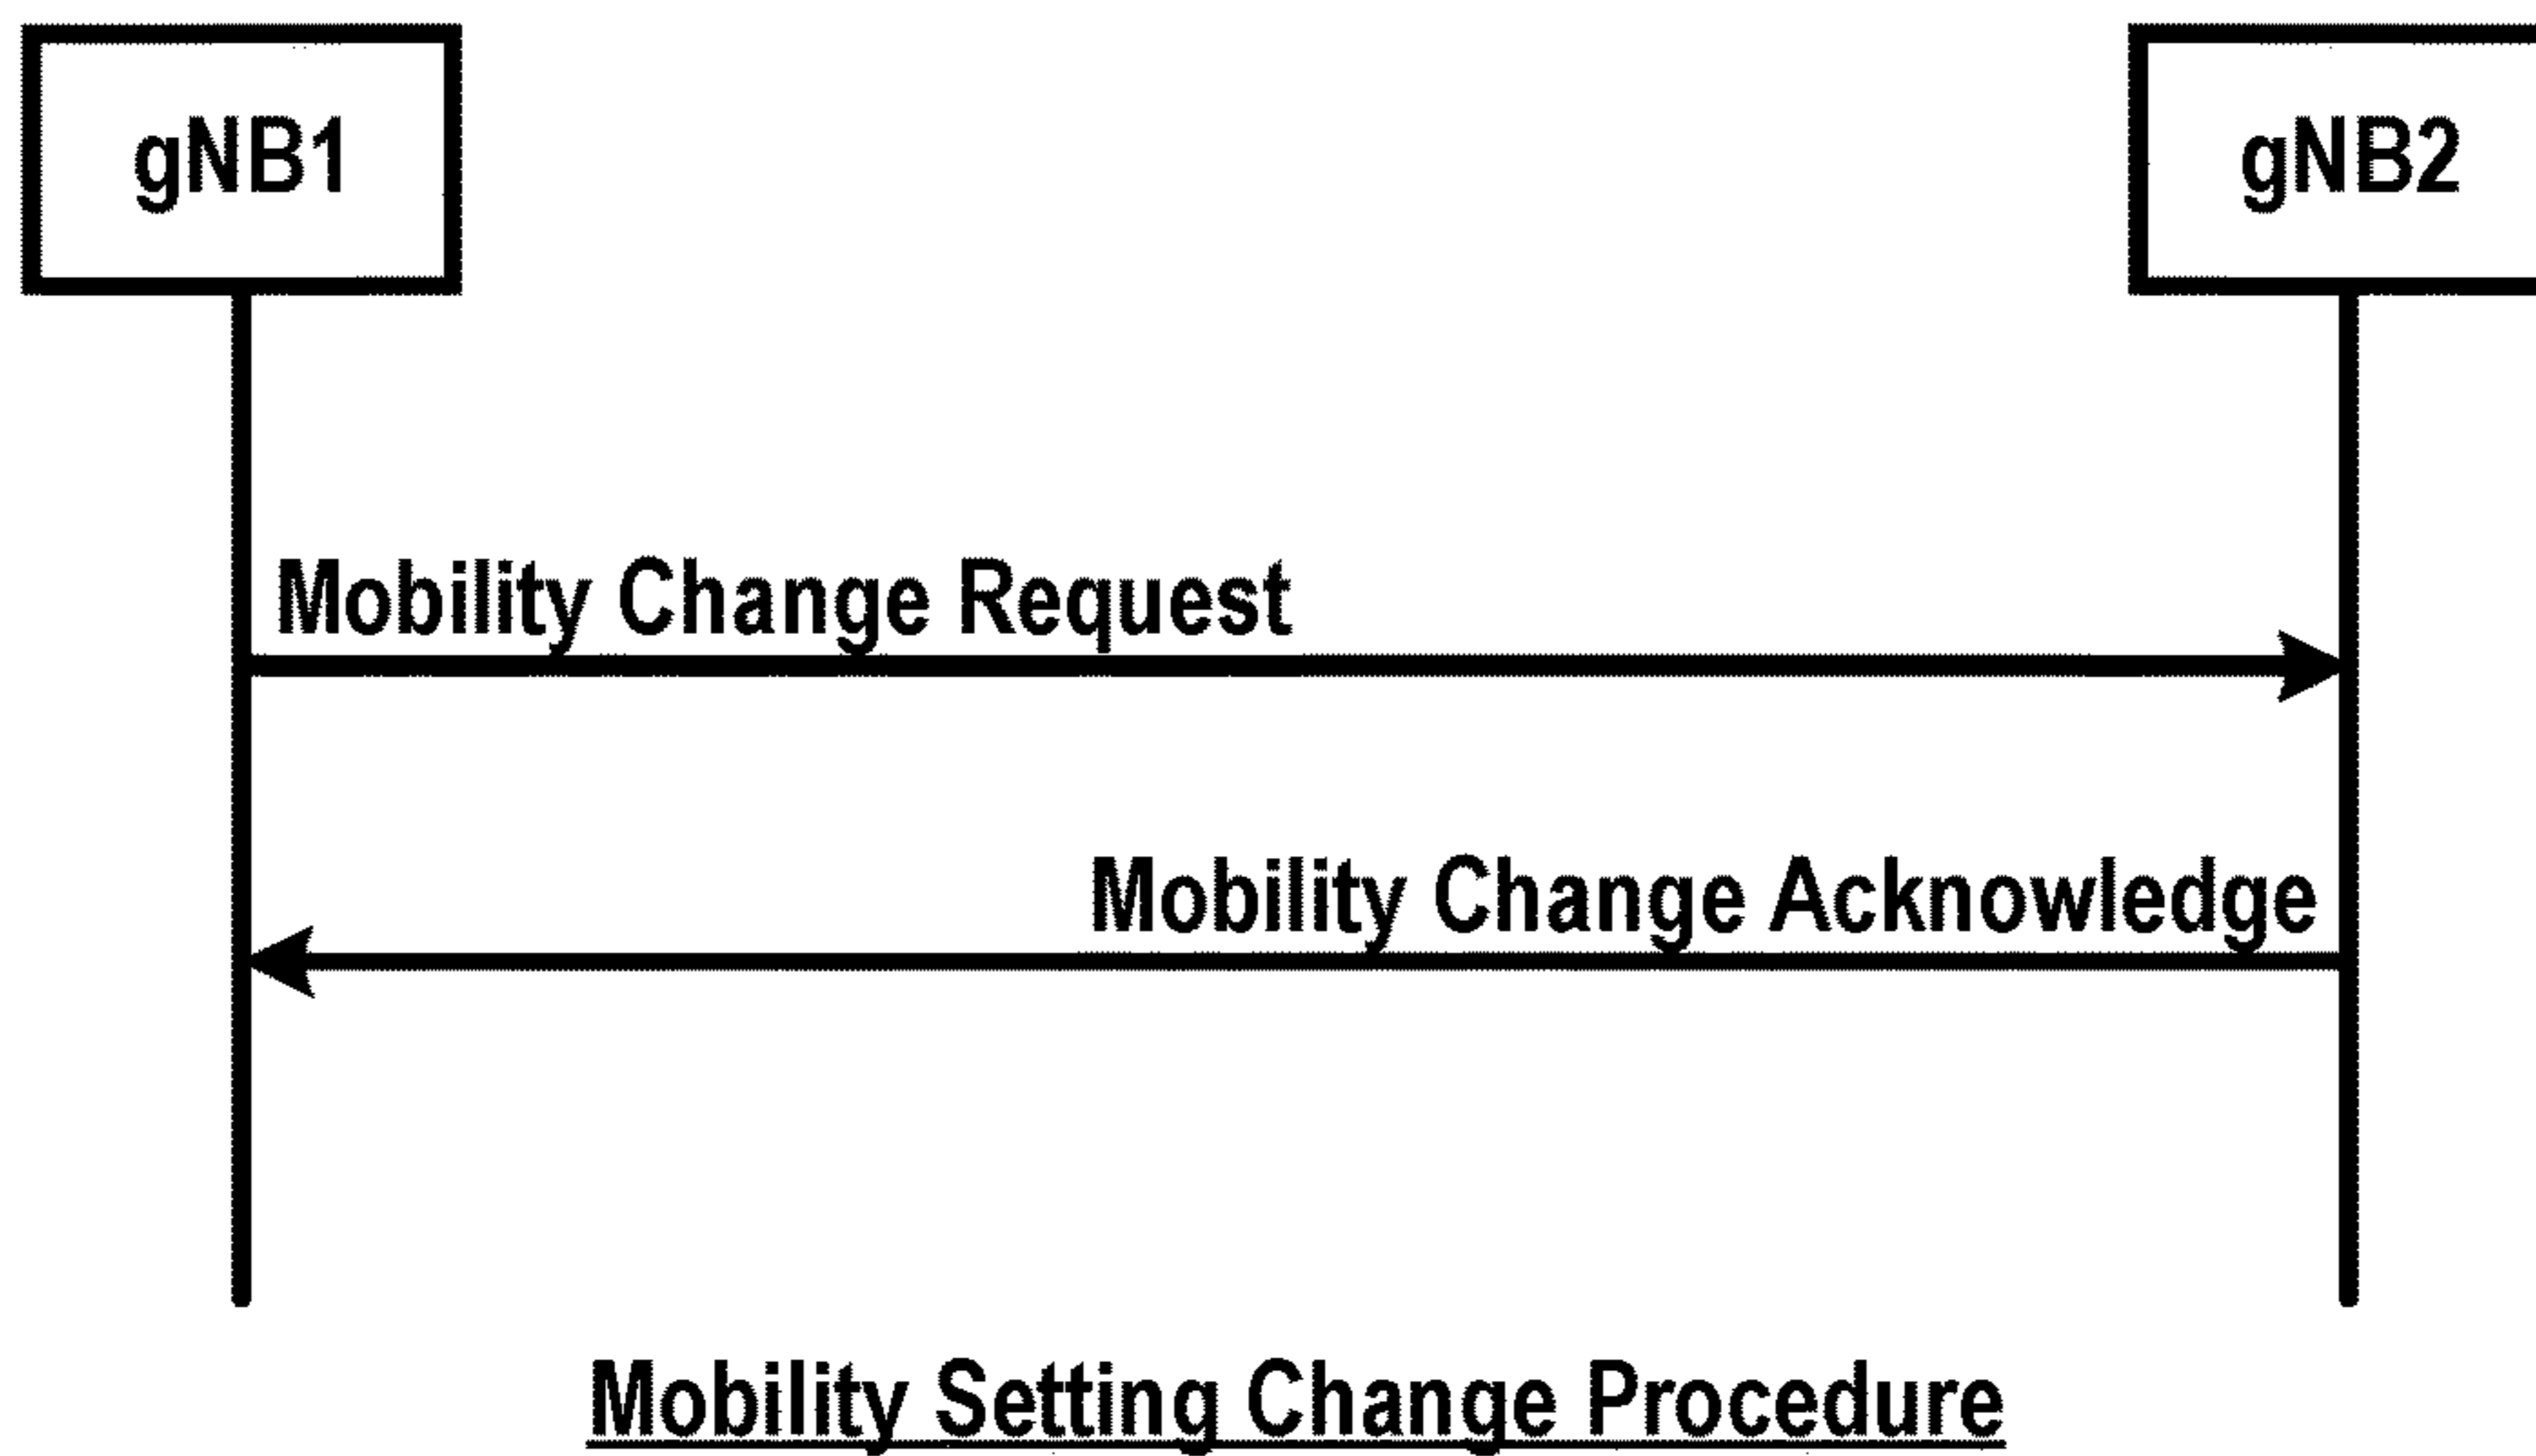 gNB1
gNB2
Mobility Change Request
Mobility Change Acknowledge
Mobility Setting Change Procedure